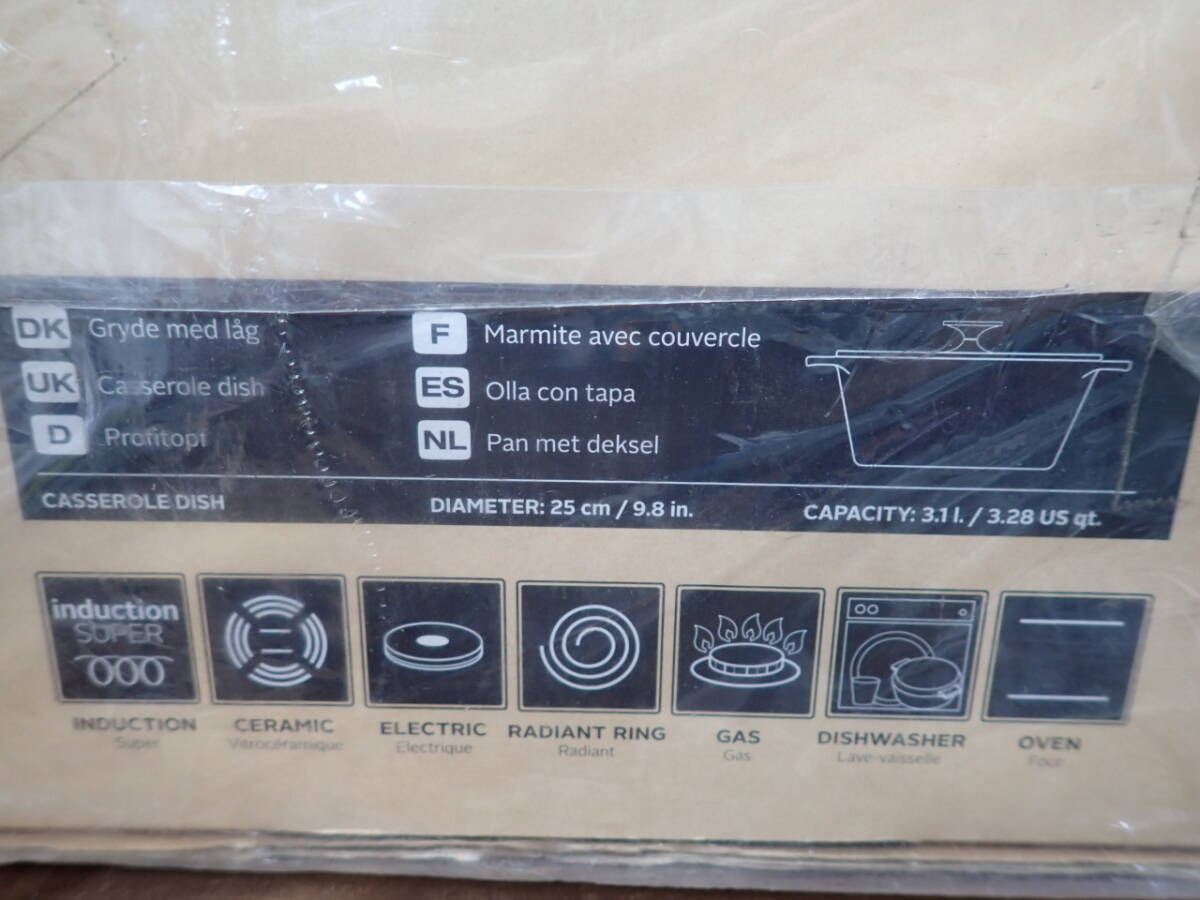 DK Gryde med låg
UK Casserole dish
D Profitopf
F Marmite avec couvercle
ES Olla con tapa
NL Pan met deksel
CASSEROLE DISH DIAMETER: 25 cm / 9.8 in. CAPACITY: 3.1 l. / 3.28 US qt.
induction
SUPER
INDUCTION CERAMIC ELECTRIC RADIANT RING GAS DISHWASHER OVEN
Super Vitrocéramique Electrique Radiant Gas Lave-vaisselle Four